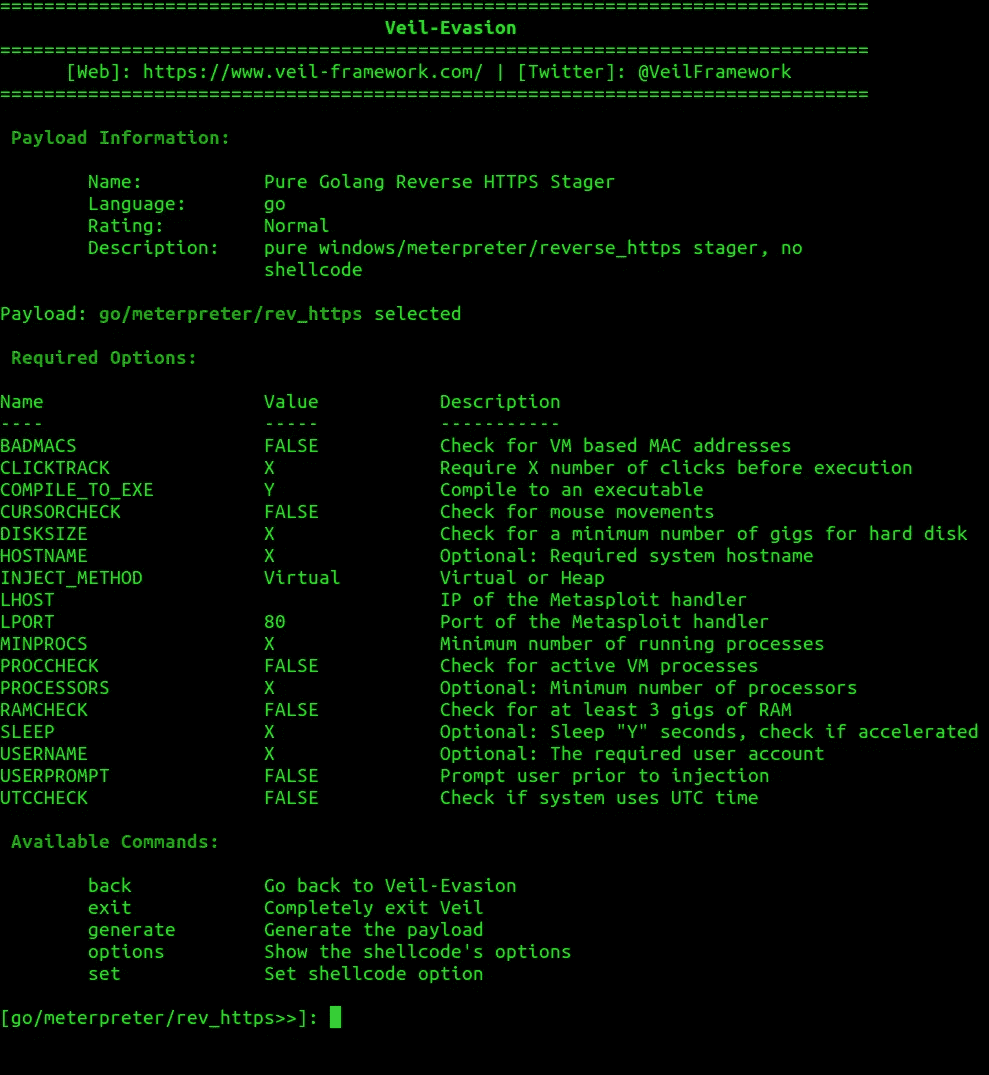 ===============================================================================
                                   Veil-Evasion
===============================================================================
      [Web]: https://www.veil-framework.com/ | [Twitter]: @VeilFramework
===============================================================================
 Payload Information:
        Name:           Pure Golang Reverse HTTPS Stager
        Language:       go
        Rating:         Normal
        Description:    pure windows/meterpreter/reverse_https stager, no
                        shellcode
Payload: go/meterpreter/rev_https selected
 Required Options:
Name                    Value           Description
----                    -----           -----------
BADMACS                 FALSE           Check for VM based MAC addresses
CLICKTRACK              X               Require X number of clicks before execution
COMPILE_TO_EXE          Y               Compile to an executable
CURSORCHECK             FALSE           Check for mouse movements
DISKSIZE                X               Check for a minimum number of gigs for hard disk
HOSTNAME                X               Optional: Required system hostname
INJECT_METHOD           Virtual         Virtual or Heap
LHOST                                   IP of the Metasploit handler
LPORT                   80              Port of the Metasploit handler
MINPROCS                X               Minimum number of running processes
PROCCHECK               FALSE           Check for active VM processes
PROCESSORS              X               Optional: Minimum number of processors
RAMCHECK                FALSE           Check for at least 3 gigs of RAM
SLEEP                   X               Optional: Sleep "Y" seconds, check if accelerated
USERNAME                X               Optional: The required user account
USERPROMPT              FALSE           Prompt user prior to injection
UTCCHECK                FALSE           Check if system uses UTC time
 Available Commands:
        back            Go back to Veil-Evasion
        exit            Completely exit Veil
        generate        Generate the payload
        options         Show the shellcode's options
        set             Set shellcode option
[go/meterpreter/rev_https>>]: